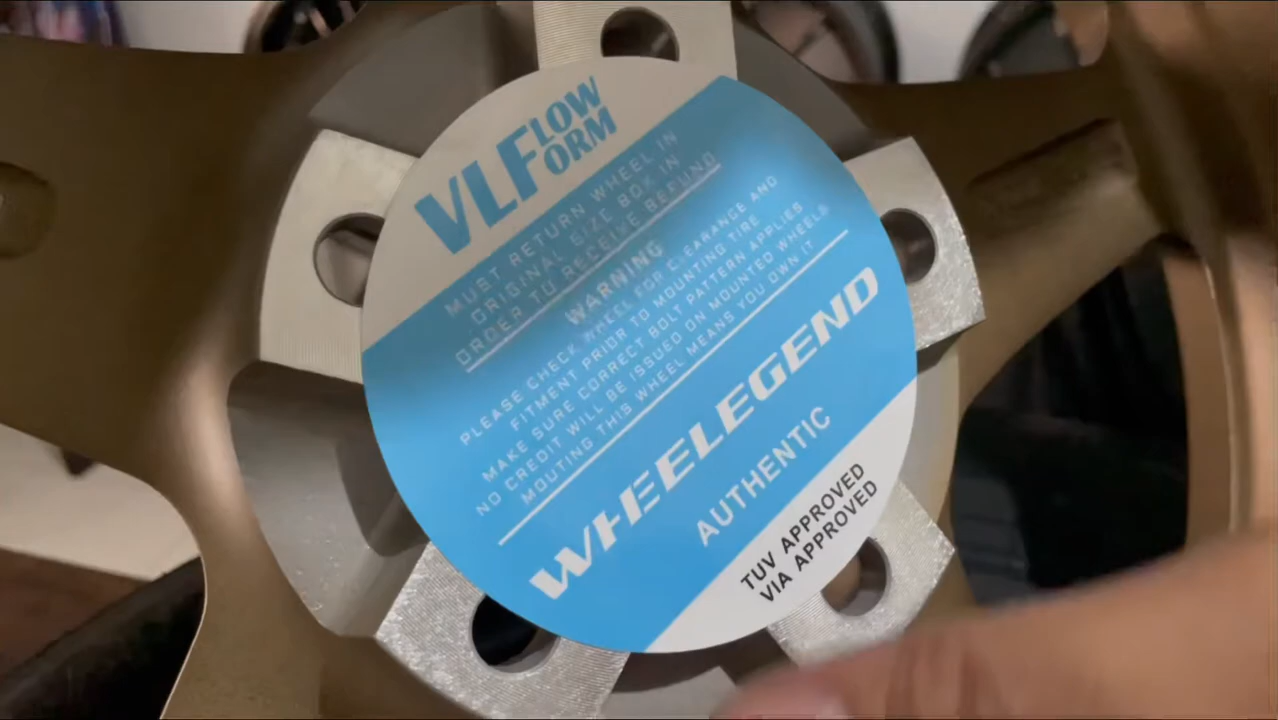 VLFLOW FORM
MUST RETURN WHEEL IN
ORIGINAL SIZE BOX IN
ORDER TO RECEIVE REFUND
WARNING
PLEASE CHECK WHEEL FOR CLEARANCE AND
FITMENT PRIOR TO MOUNTING TIRE
MAKE SURE CORRECT BOLT PATTERN APPLIES
NO CREDIT WILL BE ISSUED ON MOUNTED WHEELS
MOUTING THIS WHEEL MEANS YOU OWN IT
WHEELEGEND
AUTHENTIC
TUV APPROVED
VIA APPROVED